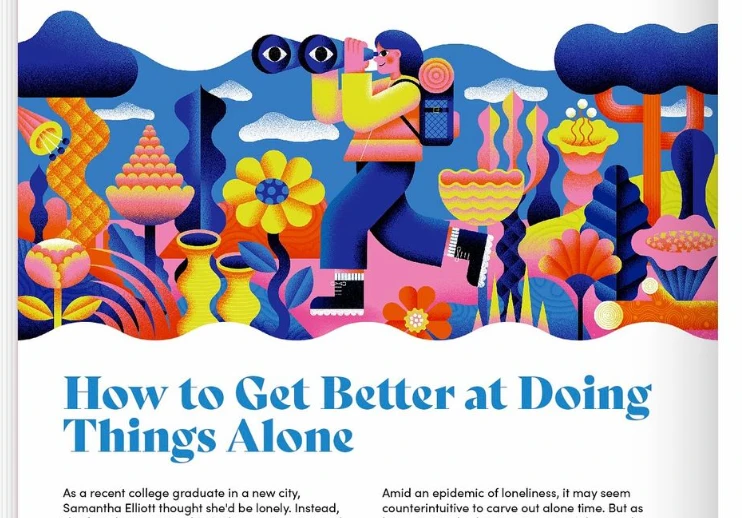 How to Get Better at Doing
Things Alone
As a recent college graduate in a new city,
Samantha Elliott thought she'd be lonely. Instead,
Amid an epidemic of loneliness, it may seem
counterintuitive to carve out alone time. But as